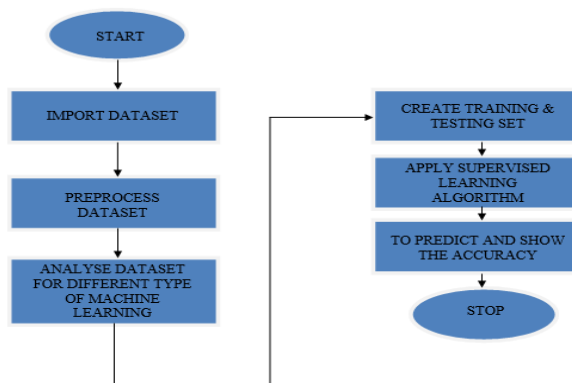 START
IMPORT DATASET
PREPROCESS
DATASET
ANALYSE DATASET
FOR DIFFERENT TYPE
OF MACHINE
LEARNING
CREATE TRAINING &
TESTING SET
APPLY SUPERVISED
LEARNING
ALGORITHM
TO PREDICT AND SHOW
THE ACCURACY
STOP